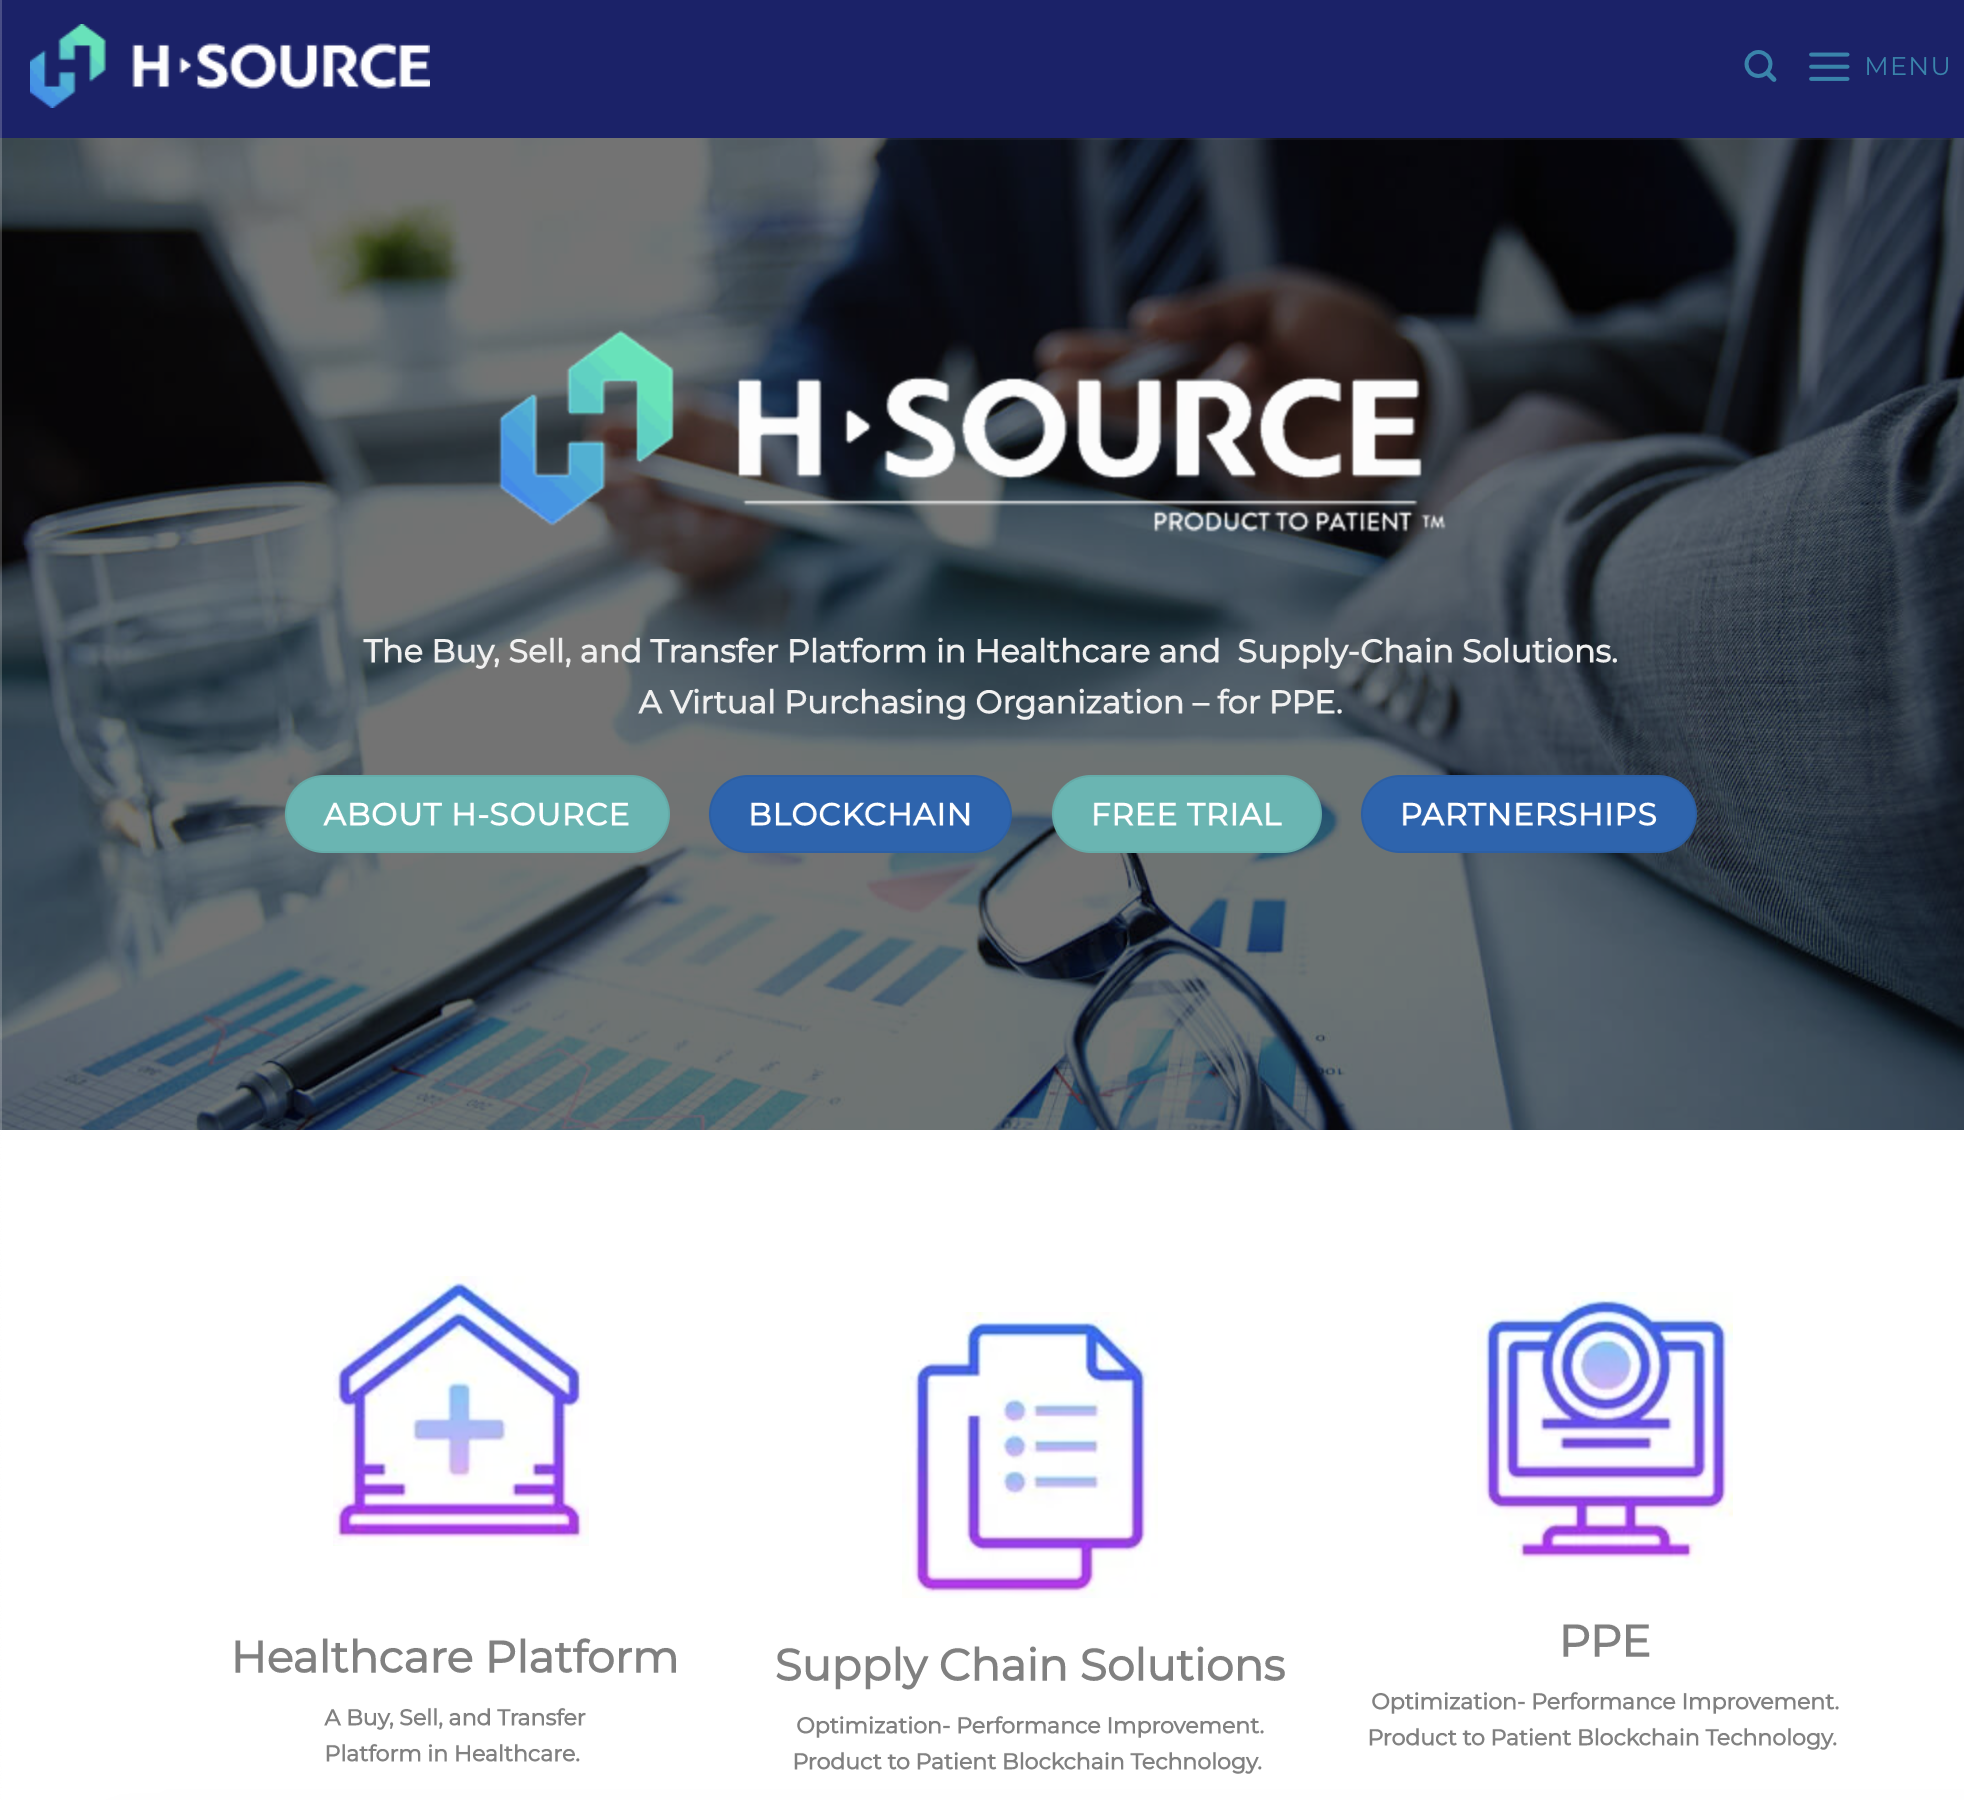 H SOURCE
MENU
H SOURCE
PRODUCT TO PATIENT ™
The Buy, Sell, and Transfer Platform in Healthcare and Supply-Chain Solutions.
A Virtual Purchasing Organization – for PPE.
ABOUT H-SOURCE
BLOCKCHAIN
FREE TRIAL
PARTNERSHIPS
Healthcare Platform
A Buy, Sell, and Transfer
Platform in Healthcare.
Supply Chain Solutions
Optimization- Performance Improvement.
Product to Patient Blockchain Technology.
PPE
Optimization- Performance Improvement.
Product to Patient Blockchain Technology.